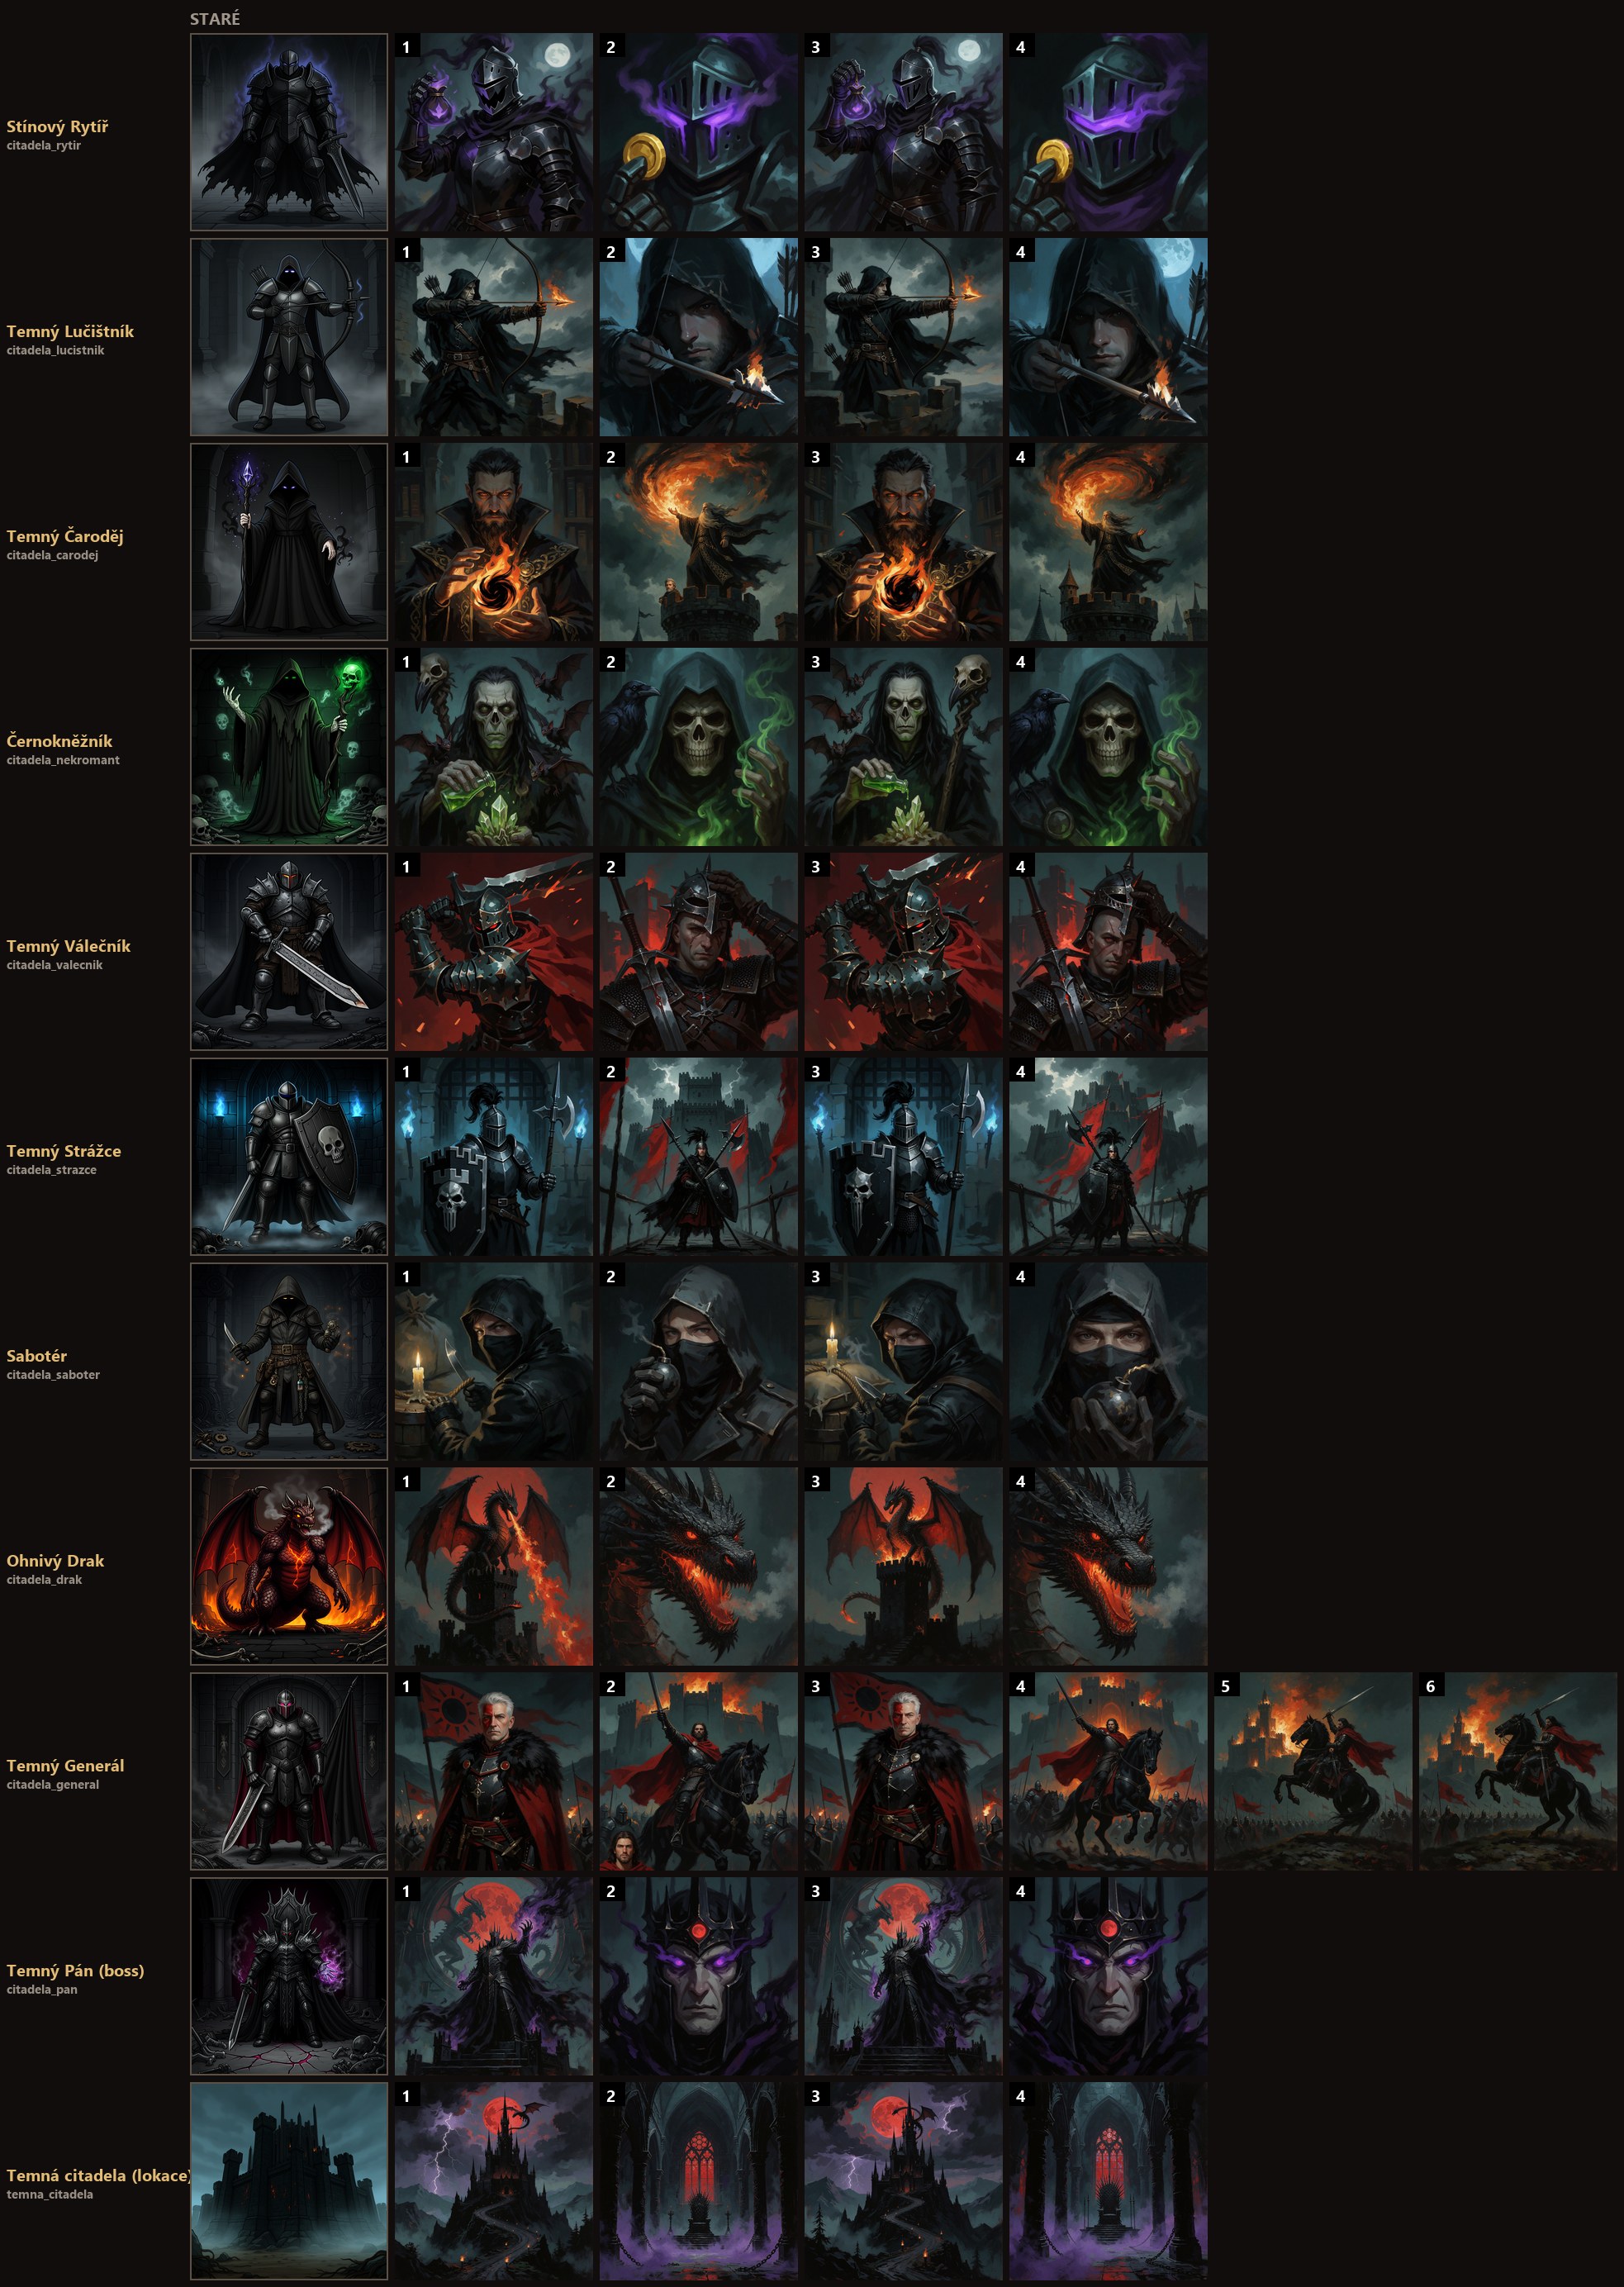 STARÉ
Stínový Rytíř
citadela_rytir
1
2
3
4
Temný Lučištník
citadela_lucistnik
1
2
3
4
Temný Čaroděj
citadela_carodej
1
2
3
4
Černokněžník
citadela_nekromant
1
2
3
4
Temný Válečník
citadela_valecnik
1
2
3
4
Temný Strážce
citadela_strazce
1
2
3
4
Sabotér
citadela_saboter
1
2
3
4
Ohnivý Drak
citadela_drak
1
2
3
4
Temný Generál
citadela_general
1
2
3
4
5
6
Temný Pán (boss)
citadela_pan
1
2
3
4
Temná citadela (lokace)
temna_citadela
1
2
3
4